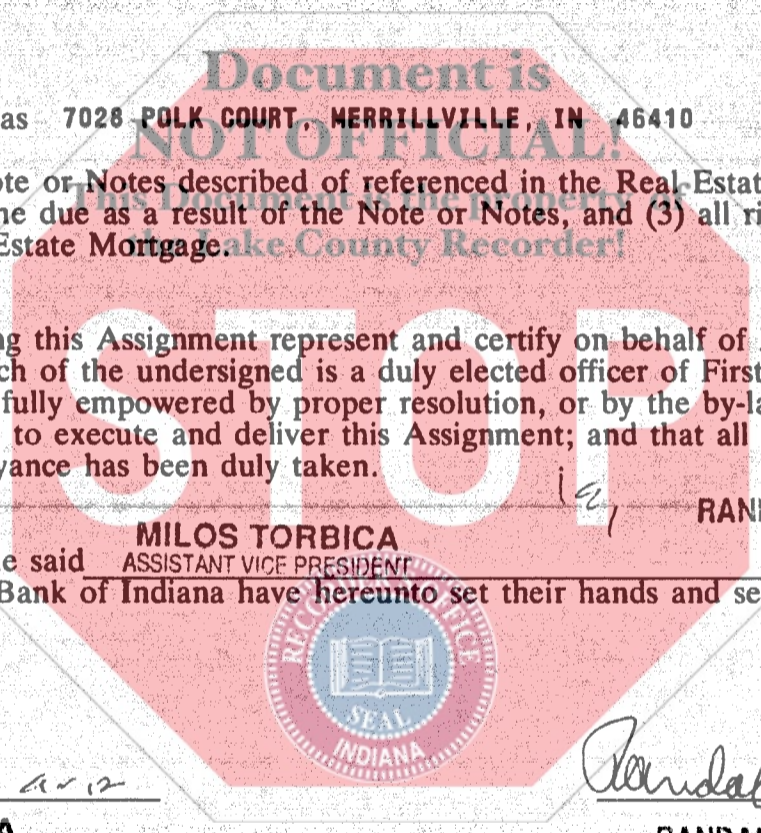 Document is
as 7028 POLK COURT, MERRILLVILLE, IN 46410
NOT OFFICIAL!
ote or Notes described of referenced in the Real Estat
This Document is the property of
ne due as a result of the Note or Notes, and (3) all ri
Estate Mortgage.
the Lake County Recorder!
STOP
ng this Assignment represent and certify on behalf of
ch of the undersigned is a duly elected officer of First
fully empowered by proper resolution, or by the by-la
to execute and deliver this Assignment; and that all
yance has been duly taken.
RAN
MILOS TORBICA
e said ASSISTANT VICE PRESIDENT
Bank of Indiana have hereunto set their hands and se
RECORDER'S OFFICE
SEAL
INDIANA
Randal
A